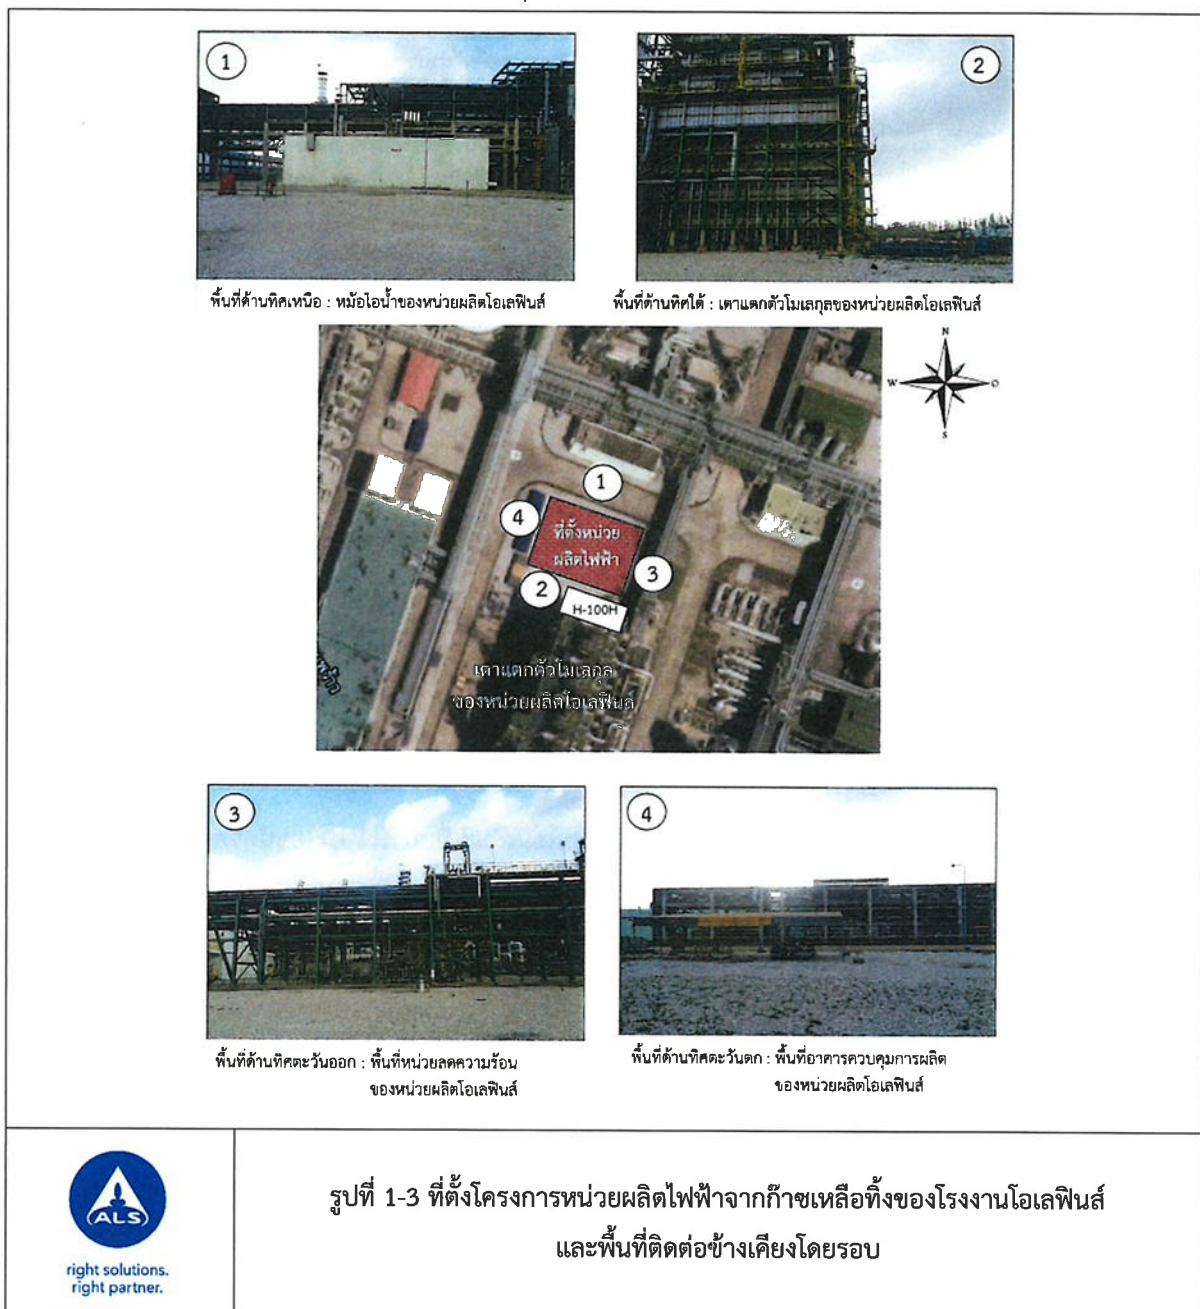 1
2
พื้นที่ด้านทิศเหนือ : หม้อไอน้ำของหน่วยผลิตโอเลฟินส์
พื้นที่ด้านทิศใต้ : เตาแตกตัวโมเลกุลของหน่วยผลิตโอเลฟินส์
N
W
O
S
1
4
ที่ตั้งหน่วย
ผลิตไฟฟ้า
3
2
H-100H
เตาแตกตัวโมเลกุล
ของหน่วยผลิตโอเลฟินส์
3
4
พื้นที่ด้านทิศตะวันออก : พื้นที่หน่วยลดความร้อน
ของหน่วยผลิตโอเลฟินส์
พื้นที่ด้านทิศตะวันตก : พื้นที่อาคารควบคุมการผลิต
ของหน่วยผลิตโอเลฟินส์
ALS
right solutions.
right partner.
รูปที่ 1-3 ที่ตั้งโครงการหน่วยผลิตไฟฟ้าจากก๊าซเหลือทิ้งของโรงงานโอเลฟินส์
และพื้นที่ติดต่อข้างเคียงโดยรอบ